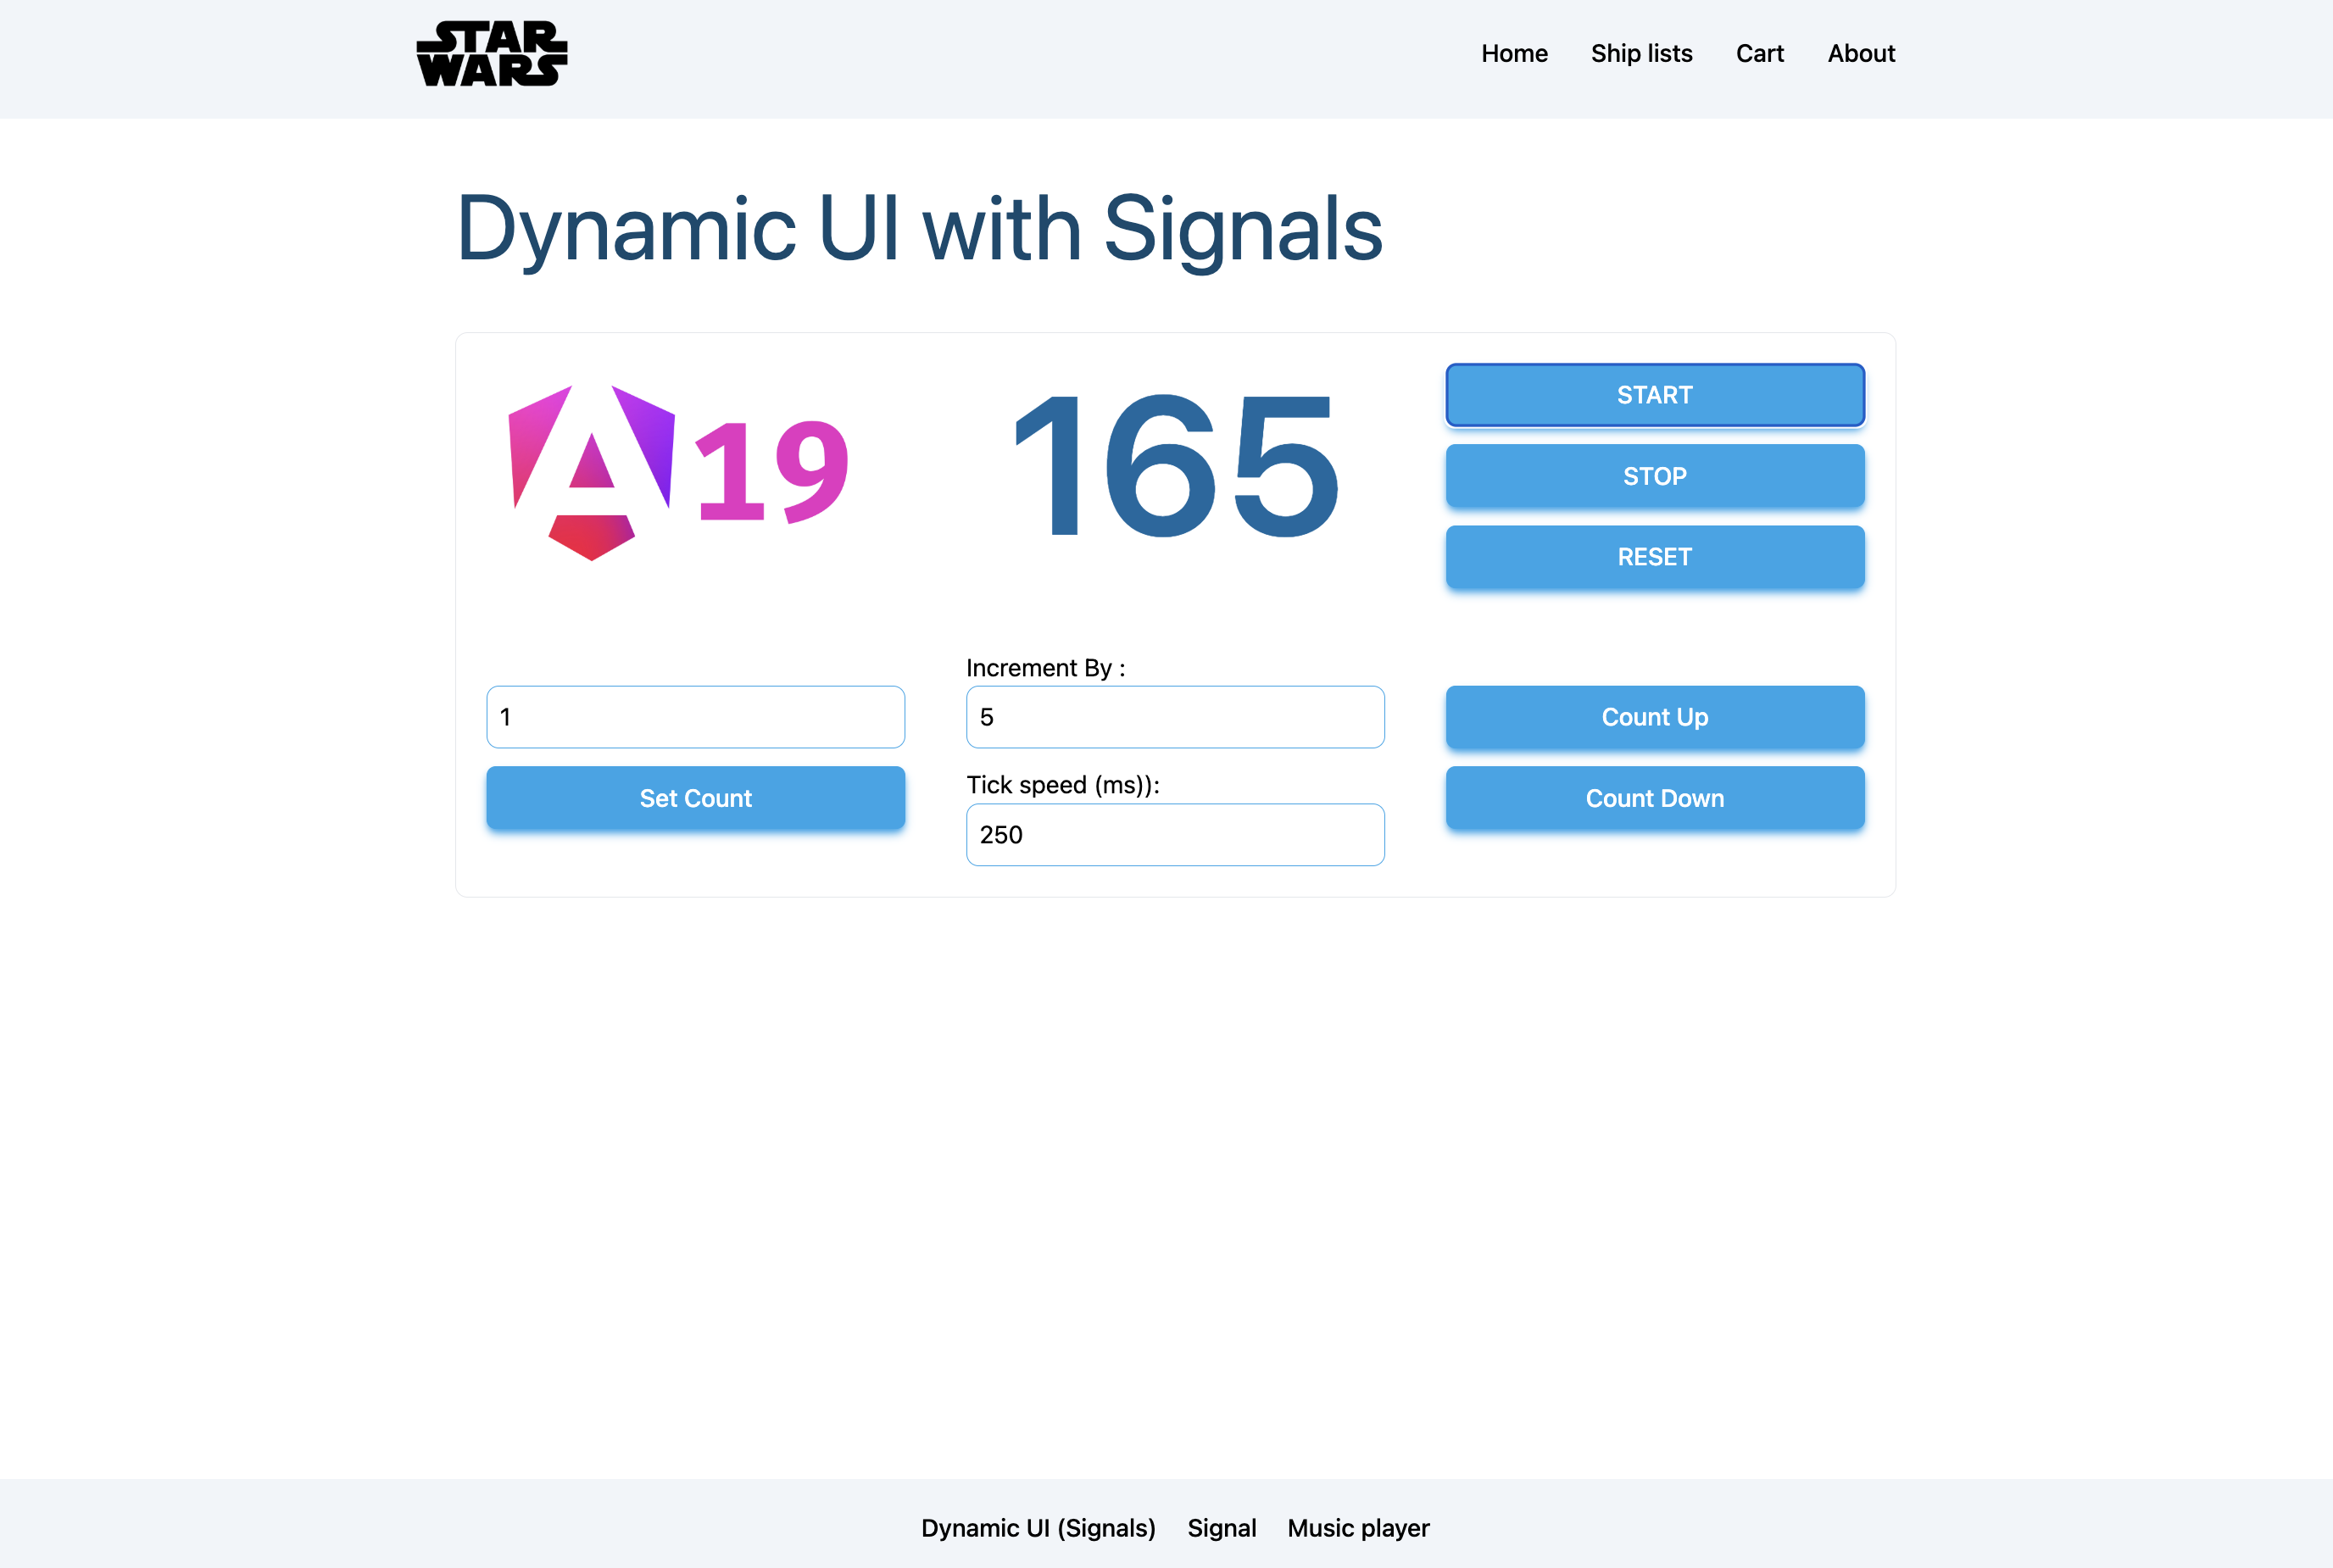 STAR
WARS
Home Ship lists Cart About
Dynamic UI with Signals
19
165
START
STOP
RESET
1
Set Count
Increment By :
5
Tick speed (ms)):
250
Count Up
Count Down
Dynamic UI (Signals) Signal Music player